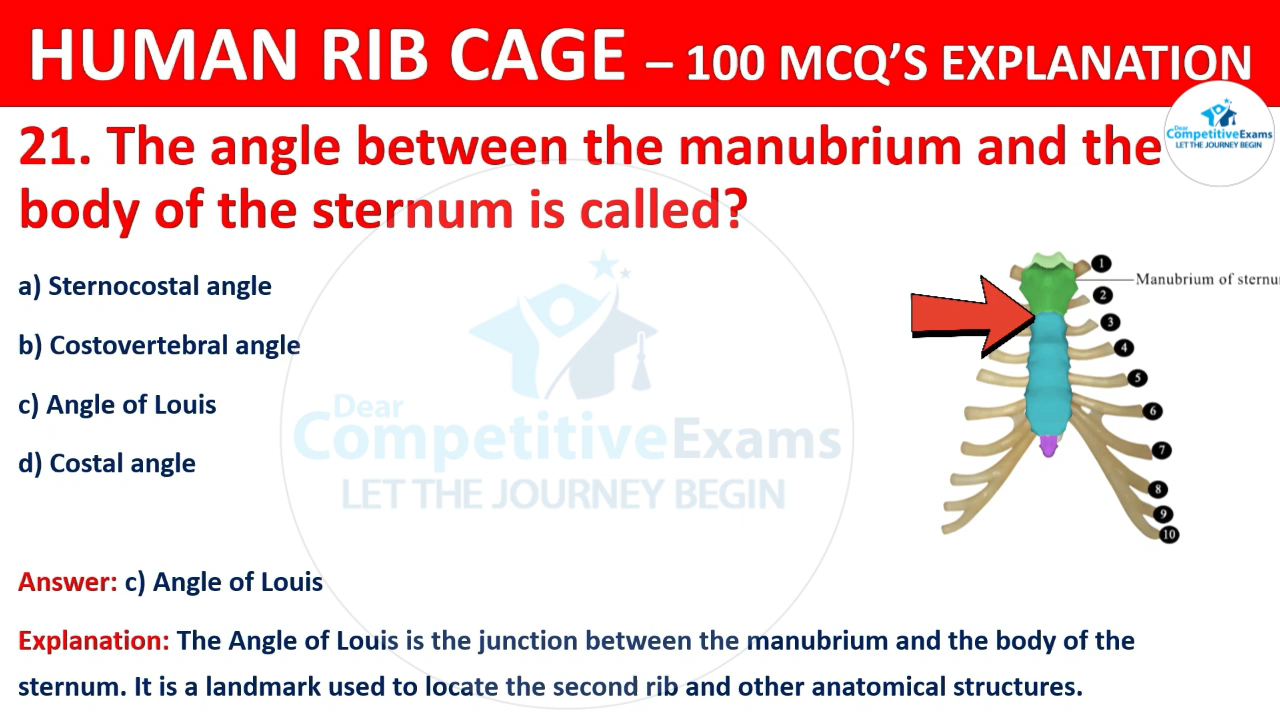 HUMAN RIB CAGE – 100 MCQ'S EXPLANATION
Dear
CompetitiveExams
LET THE JOURNEY BEGIN
21. The angle between the manubrium and the
body of the sternum is called?
a) Sternocostal angle
b) Costovertebral angle
c) Angle of Louis
d) Costal angle
1
Manubrium of sternu
2
3
4
5
6
7
8
9
10
Dear
CompetitiveExams
LET THE JOURNEY BEGIN
Answer: c) Angle of Louis
Explanation: The Angle of Louis is the junction between the manubrium and the body of the
sternum. It is a landmark used to locate the second rib and other anatomical structures.